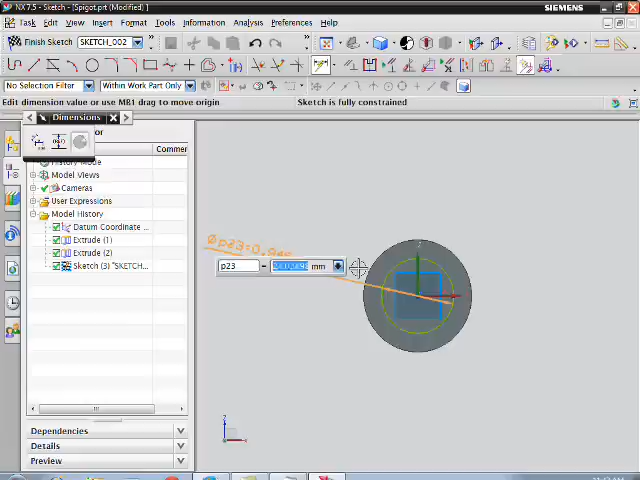 NX 7.5 - Sketch - [Spigot.prt (Modified) ]
SIEMENS
Task Edit View Insert Format Tools Information Analysis Preferences Help
Finish Sketch SKETCH_002
No Selection Filter Within Work Part Only
Edit dimension value or use MB1 drag to move origin Sketch is fully constrained
Dimensions
Commer
Model Views
Cameras
User Expressions
Model History
Datum Coordinate ...
Extrude (1)
Extrude (2)
Sketch (3) "SKETCH...
p23 = mm
Dependencies
Details
Preview